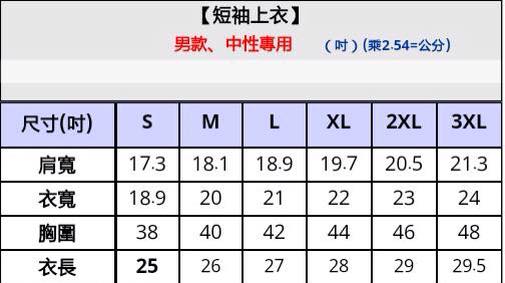 【短袖上衣】
男款、中性專用 （吋）(乘2.54=公分)
尺寸(吋) S M L XL 2XL 3XL
肩寬 17.3 18.1 18.9 19.7 20.5 21.3
衣寬 18.9 20 21 22 23 24
胸圍 38 40 42 44 46 48
衣長 25 26 27 28 29 29.5